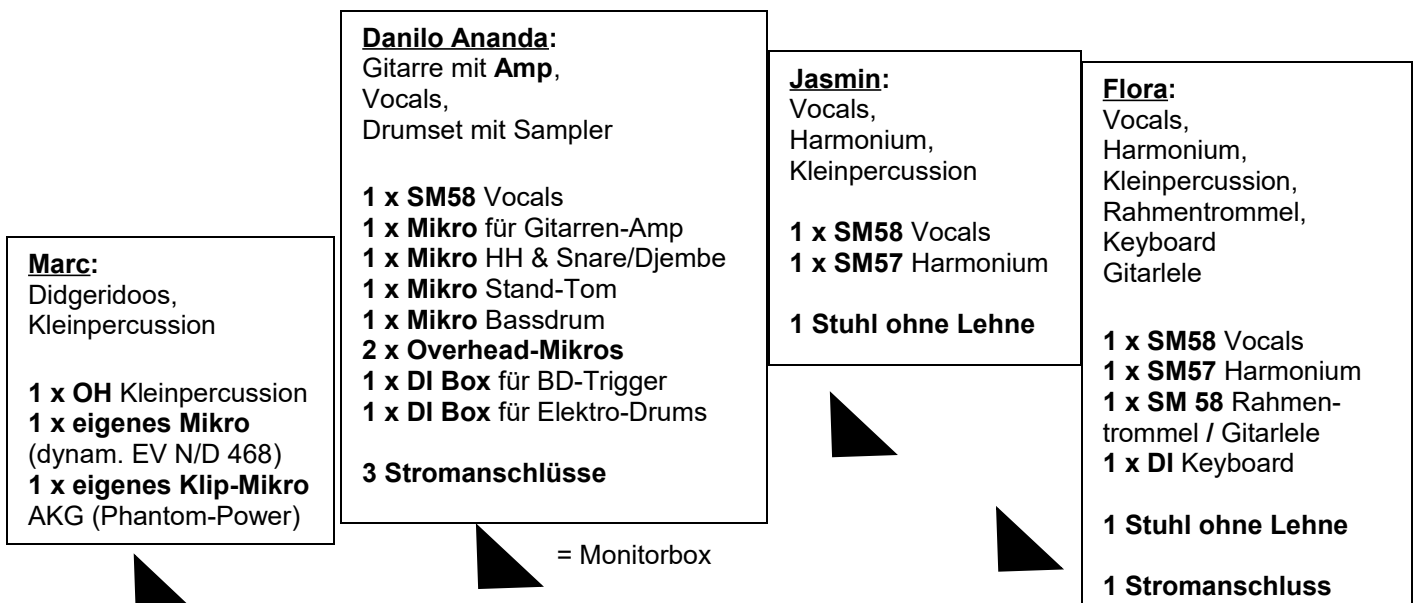 Marc:
Didgeridoos,
Kleinpercussion
1 x OH Kleinpercussion
1 x eigenes Mikro
(dynam. EV N/D 468)
1 x eigenes Klip-Mikro
AKG (Phantom-Power)
Danilo Ananda:
Gitarre mit Amp,
Vocals,
Drumset mit Sampler
1 x SM58 Vocals
1 x Mikro für Gitarren-Amp
1 x Mikro HH & Snare/Djembe
1 x Mikro Stand-Tom
1 x Mikro Bassdrum
2 x Overhead-Mikros
1 x DI Box für BD-Trigger
1 x DI Box für Elektro-Drums
3 Stromanschlüsse
= Monitorbox
Jasmin:
Vocals,
Harmonium,
Kleinpercussion
1 x SM58 Vocals
1 x SM57 Harmonium
1 Stuhl ohne Lehne
Flora:
Vocals,
Harmonium,
Kleinpercussion,
Rahmentrommel,
Keyboard
Gitarlele
1 x SM58 Vocals
1 x SM57 Harmonium
1 x SM 58 Rahmen-
trommel / Gitarlele
1 x DI Keyboard
1 Stuhl ohne Lehne
1 Stromanschluss